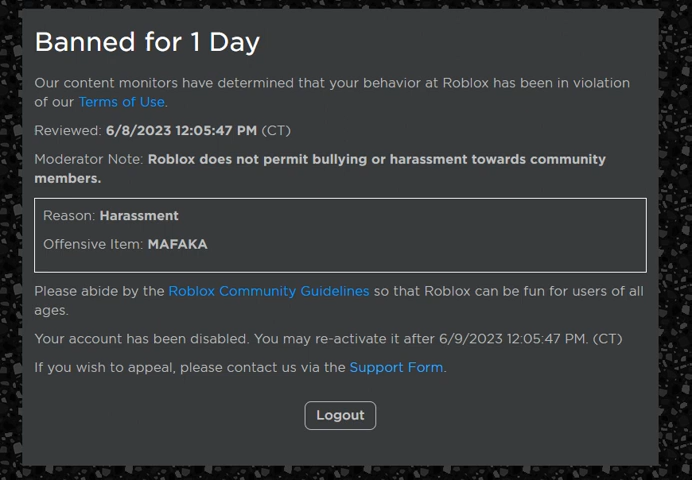 Banned for 1 Day
Our content monitors have determined that your behavior at Roblox has been in violation
of our Terms of Use.
Reviewed: 6/8/2023 12:05:47 PM (CT)
Moderator Note: Roblox does not permit bullying or harassment towards community
members.
Reason: Harassment
Offensive Item: MAFAKA
Please abide by the Roblox Community Guidelines so that Roblox can be fun for users of all
ages.
Your account has been disabled. You may re-activate it after 6/9/2023 12:05:47 PM. (CT)
If you wish to appeal, please contact us via the Support Form.
Logout